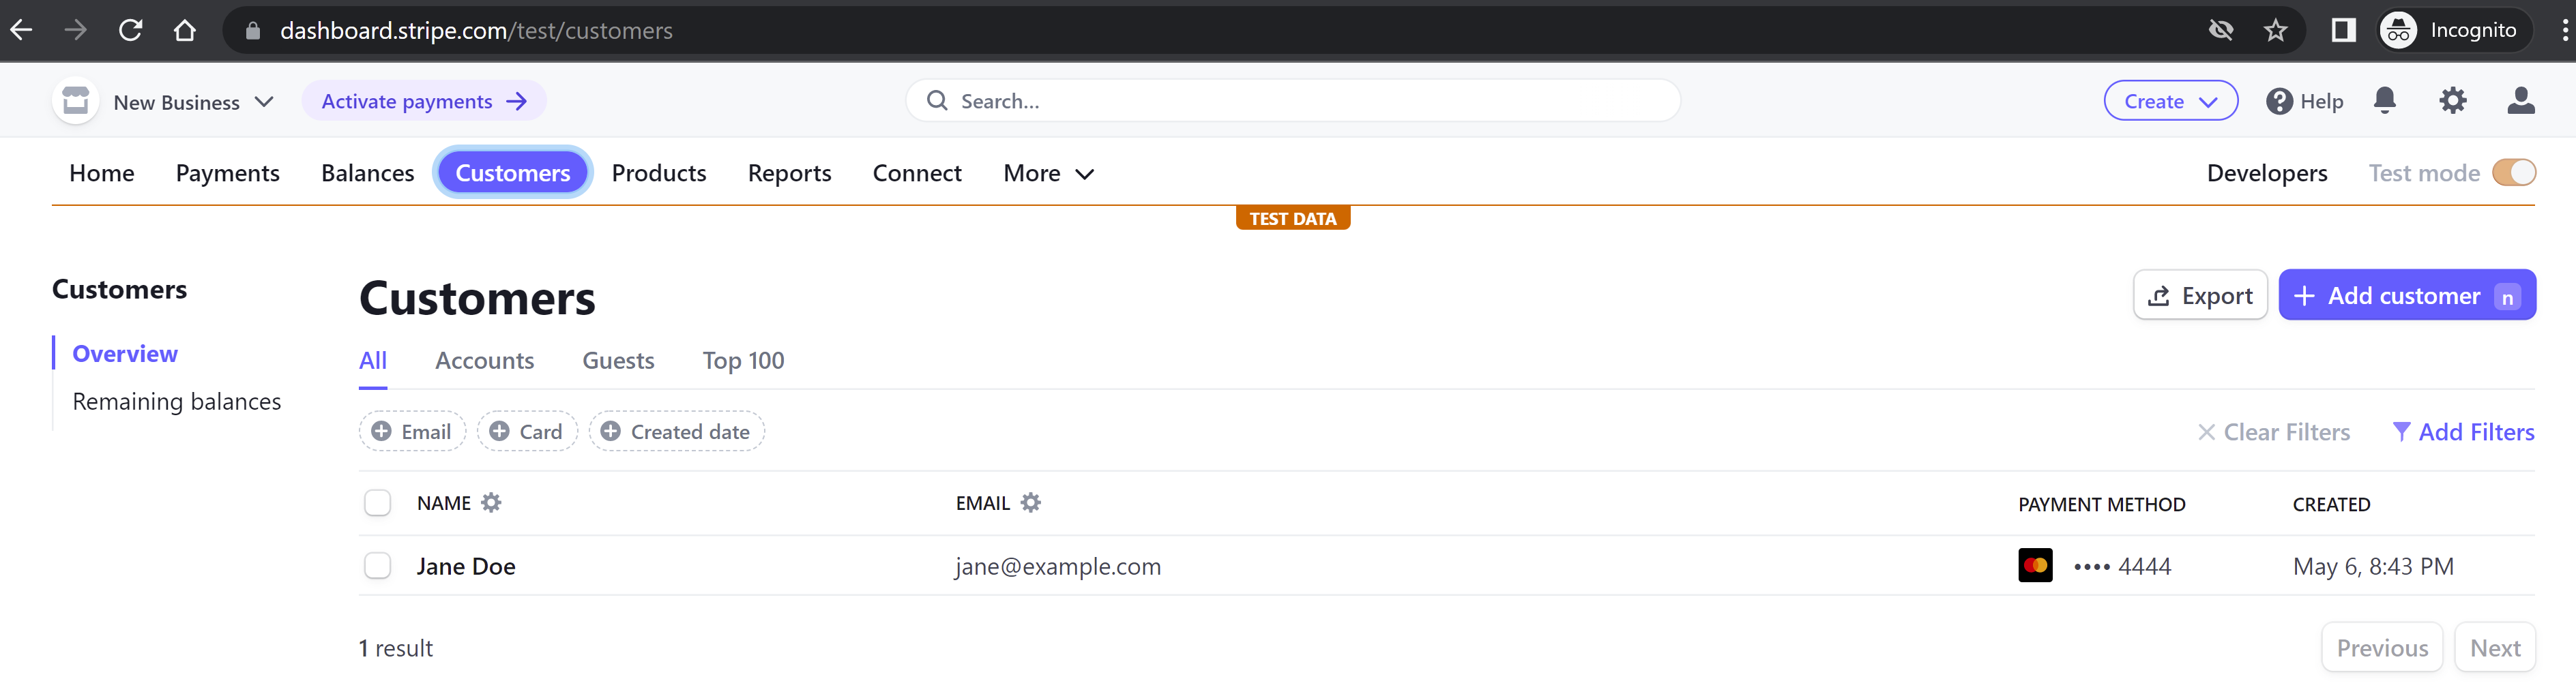 dashboard.stripe.com/test/customers
Incognito
New Business
Activate payments
Search...
Create
Help
Home Payments Balances Customers Products Reports Connect More Developers Test mode
TEST DATA
Customers
Overview
Remaining balances
Customers
Export
Add customer n
All Accounts Guests Top 100
Email Card Created date
Clear Filters Add Filters
NAME EMAIL PAYMENT METHOD CREATED
Jane Doe jane@example.com •••• 4444 May 6, 8:43 PM
1 result
Previous Next